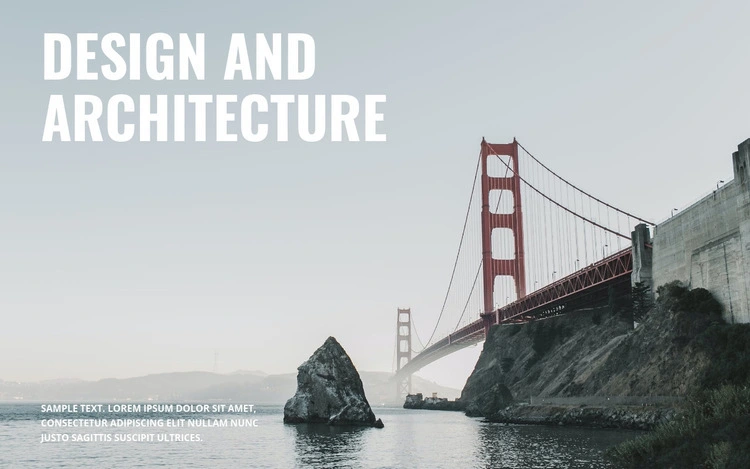 DESIGN AND
ARCHITECTURE
SAMPLE TEXT. LOREM IPSUM DOLOR SIT AMET,
CONSECTETUR ADIPISCING ELIT NULLAM NUNC
JUSTO SAGITTIS SUSCIPIT ULTRICES.